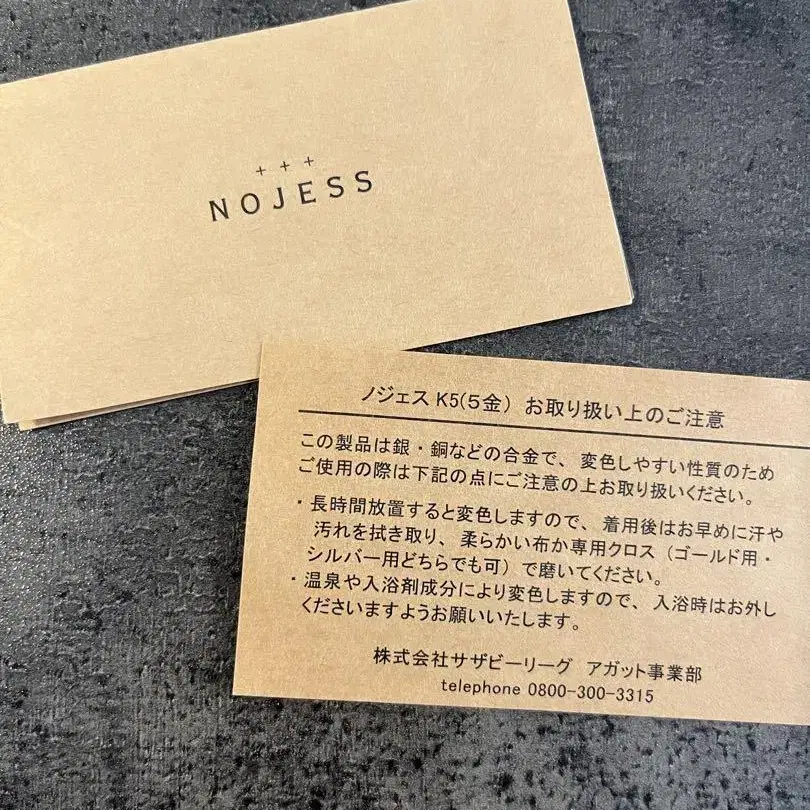 + + +
NOJESS
ノジェス K5(5金) お取り扱い上のご注意
この製品は銀・銅などの合金で、変色しやすい性質のため
ご使用の際は下記の点にご注意の上お取り扱いください。
・長時間放置すると変色しますので、着用後はお早めに汗や
汚れを拭き取り、柔らかい布か専用クロス（ゴールド用・
シルバー用どちらでも可）で磨いてください。
・温泉や入浴剤成分により変色しますので、入浴時はお外し
くださいますようお願いいたします。
株式会社サザビーリーグ アガット事業部
telephone 0800-300-3315